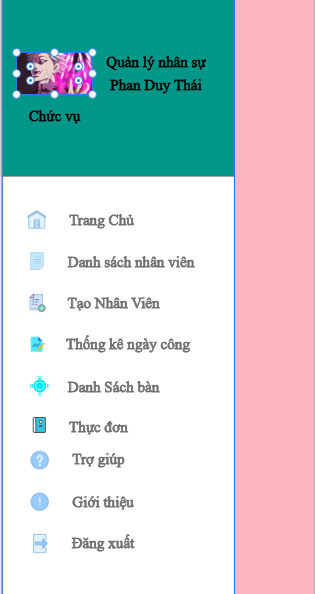 Quản lý nhân sự
Phan Duy Thái
Chức vụ
Trang Chủ
Danh sách nhân viên
Tạo Nhân Viên
Thống kê ngày công
Danh Sách bàn
Thực đơn
Trợ giúp
Giới thiệu
Đăng xuất